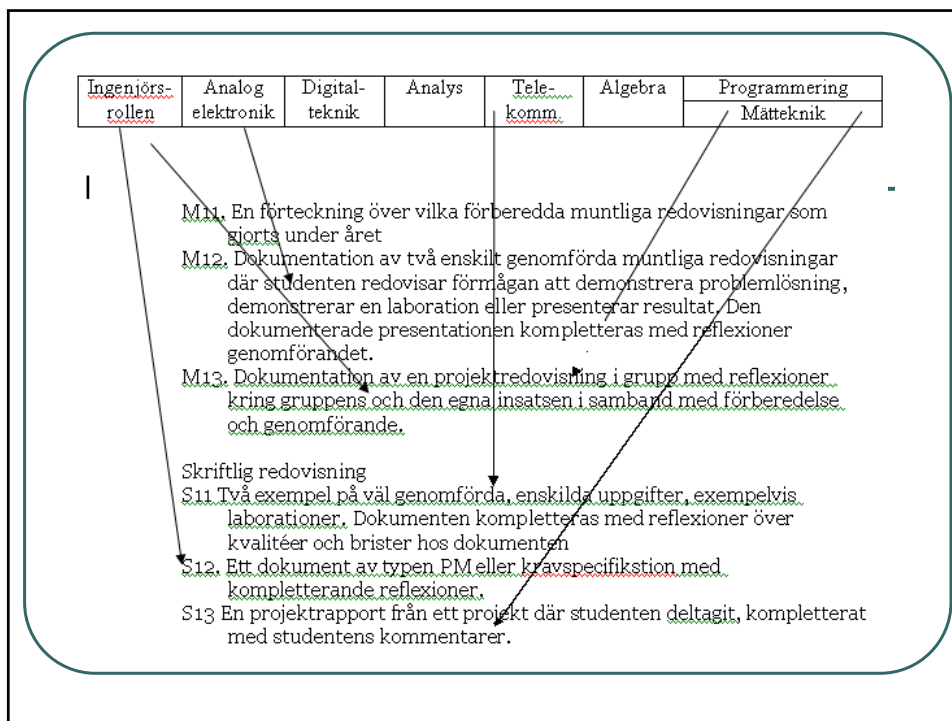 Ingenjörs- Analog Digital- Analys Tele- Algebra Programmering
rollen elektronik teknik komm. Mätteknik
M11. En förteckning över vilka förberedda muntliga redovisningar som
gjorts under året
M12. Dokumentation av två enskilt genomförda muntliga redovisningar
där studenten redovisar förmågan att demonstrera problemlösning,
demonstrerar en laboration eller presenterar resultat. Den
dokumenterade presentationen kompletteras med reflexioner
genomförandet.
M13. Dokumentation av en projektredovisning i grupp med reflexioner
kring gruppens och den egna insatsen i samband med förberedelse
och genomförande.
Skriftlig redovisning
S11 Två exempel på väl genomförda, enskilda uppgifter, exempelvis
laborationer. Dokumenten kompletteras med reflexioner över
kvalitéer och brister hos dokumenten
S12. Ett dokument av typen PM eller kravspecifikstion med
kompletterande reflexioner.
S13 En projektrapport från ett projekt där studenten deltagit, kompletterat
med studentens kommentarer.